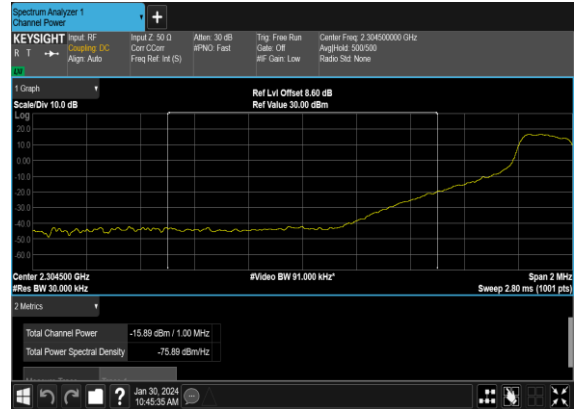 Spectrum Analyzer 1
Channel Power
KEYSIGHT
R T
LM
Input: RF
Coupling: DC
Align: Auto
Input Z: 50 Ω
Corr CCorr
Freq Ref: Int (S)
Atten: 30 dB
#PNO: Fast
Trig: Free Run
Gate: Off
#IF Gain: Low
Center Freq: 2.304500000 GHz
Avg|Hold: 500/500
Radio Std: None
1 Graph
Scale/Div 10.0 dB
Ref Lvl Offset 8.60 dB
Ref Value 30.00 dBm
Log
20.0
10.0
0.00
-10.0
-20.0
-30.0
-40.0
-50.0
-60.0
Center 2.304500 GHz
#Res BW 30.000 kHz
#Video BW 91.000 kHz*
Span 2 MHz
Sweep 2.80 ms (1001 pts)
2 Metrics
Total Channel Power -15.89 dBm / 1.00 MHz
Total Power Spectral Density -75.89 dBm/Hz
?
Jan 30, 2024
10:45:35 AM